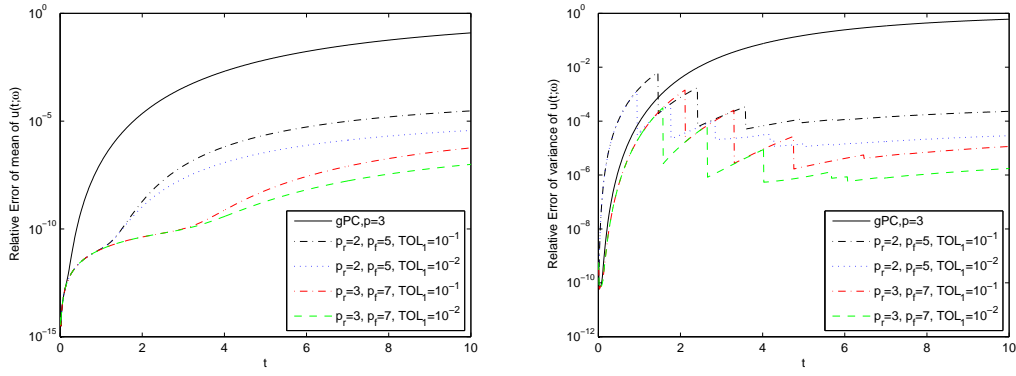 10^0
10^-5
10^-10
10^-15
Relative Error of mean of u(t;ω)
0 2 4 6 8 10
t
gPC,p=3
p_r=2, p_f=5, TOL_1=10^-1
p_r=2, p_f=5, TOL_1=10^-2
p_r=3, p_f=7, TOL_1=10^-1
p_r=3, p_f=7, TOL_1=10^-2
10^0
10^-2
10^-4
10^-6
10^-8
10^-10
10^-12
Relative Error of variance of u(t;ω)
0 2 4 6 8 10
t
gPC,p=3
p_r=2, p_f=5, TOL_1=10^-1
p_r=2, p_f=5, TOL_1=10^-2
p_r=3, p_f=7, TOL_1=10^-1
p_r=3, p_f=7, TOL_1=10^-2